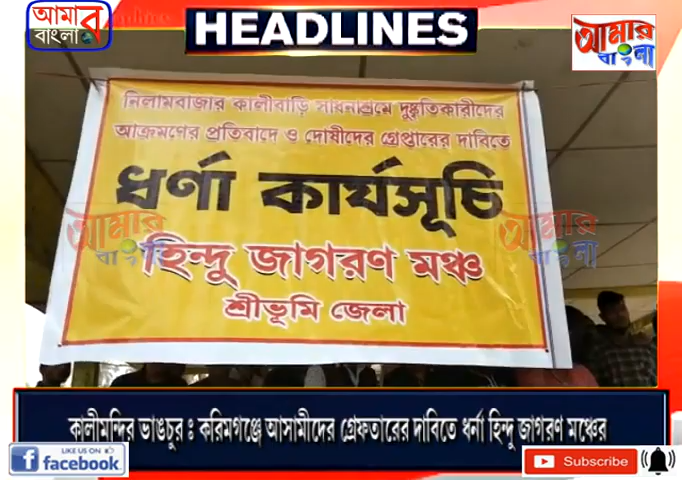 আমার
বাংলা
HEADLINES
আমার
বাংলা
নিলামবাজার কালীবাড়ি সাধনাশ্রমে দুষ্কৃতিকারীদের
আক্রমণের প্রতিবাদে ও দোষীদের গ্রেপ্তারের দাবিতে
ধর্ণা কার্যসূচি
আমার
বাংলা
আমার
বাংলা
হিন্দু জাগরণ মঞ্চ
শ্রীভূমি জেলা
কালীমন্দির ভাঙচুর ঃ করিমগঞ্জে আসামীদের গ্রেফতারের দাবিতে ধর্না হিন্দু জাগরণ মঞ্চের
LIKE US ON
f facebook
Subscribe